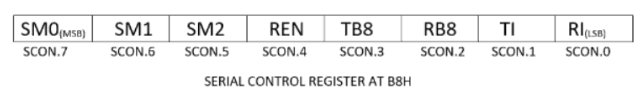 SM0(MSB) SM1 SM2 REN TB8 RB8 TI RI(LSB)
SCON.7 SCON.6 SCON.5 SCON.4 SCON.3 SCON.2 SCON.1 SCON.0
SERIAL CONTROL REGISTER AT B8H